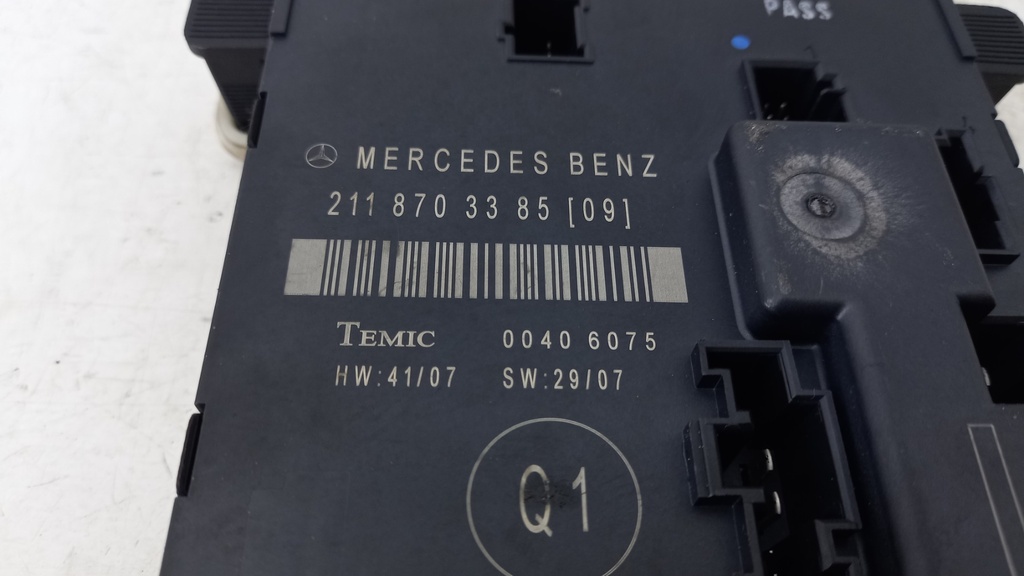 PASS
MERCEDES BENZ
211 870 33 85 [09]
TEMIC 0040 6075
HW:41/07 SW:29/07
Q1